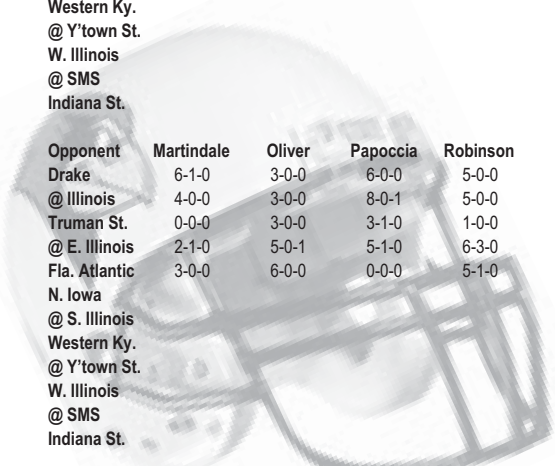 Western Ky.
@ Y'town St.
W. Illinois
@ SMS
Indiana St.
Opponent Martindale Oliver Papoccia Robinson
Drake 6-1-0 3-0-0 6-0-0 5-0-0
@ Illinois 4-0-0 3-0-0 8-0-1 5-0-0
Truman St. 0-0-0 3-0-0 3-1-0 1-0-0
@ E. Illinois 2-1-0 5-0-1 5-1-0 6-3-0
Fla. Atlantic 3-0-0 6-0-0 0-0-0 5-1-0
N. Iowa
@ S. Illinois
Western Ky.
@ Y'town St.
W. Illinois
@ SMS
Indiana St.